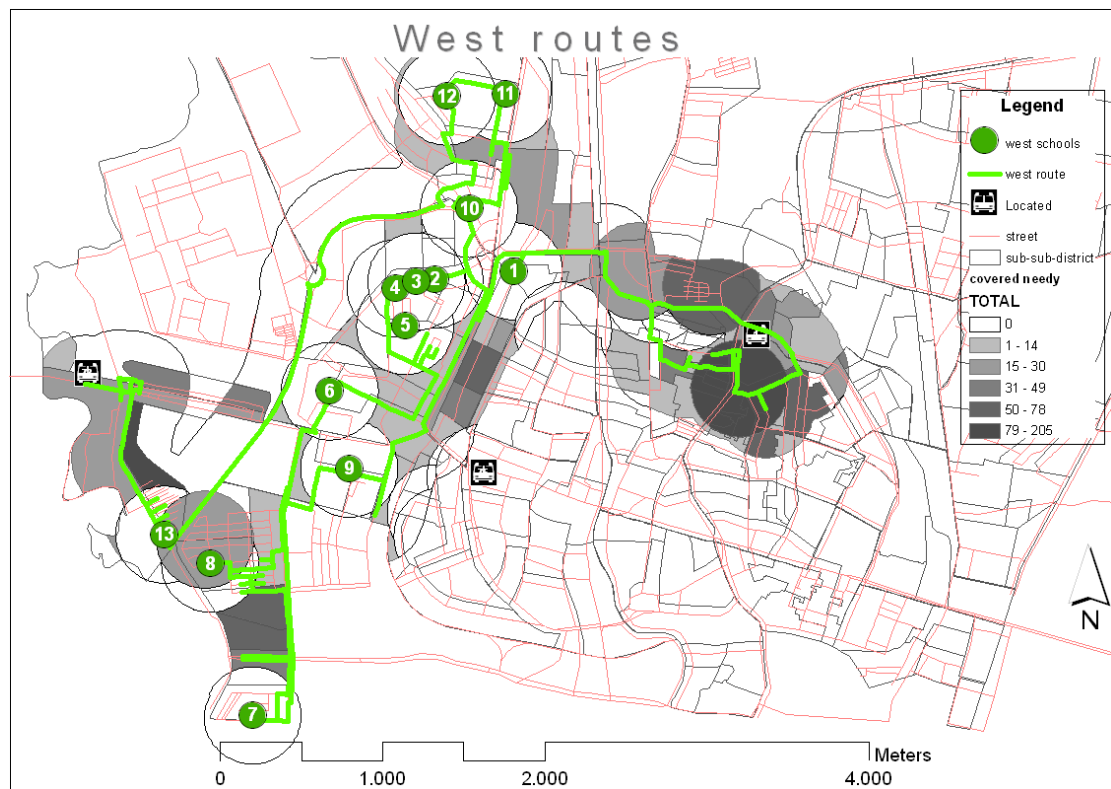 West routes
12
11
10
1
4
3
2
5
6
9
13
8
7
Legend
west schools
west route
Located
street
sub-sub-district
covered needy
TOTAL
0
1 - 14
15 - 30
31 - 49
50 - 78
79 - 205
N
Meters
0
1.000
2.000
4.000